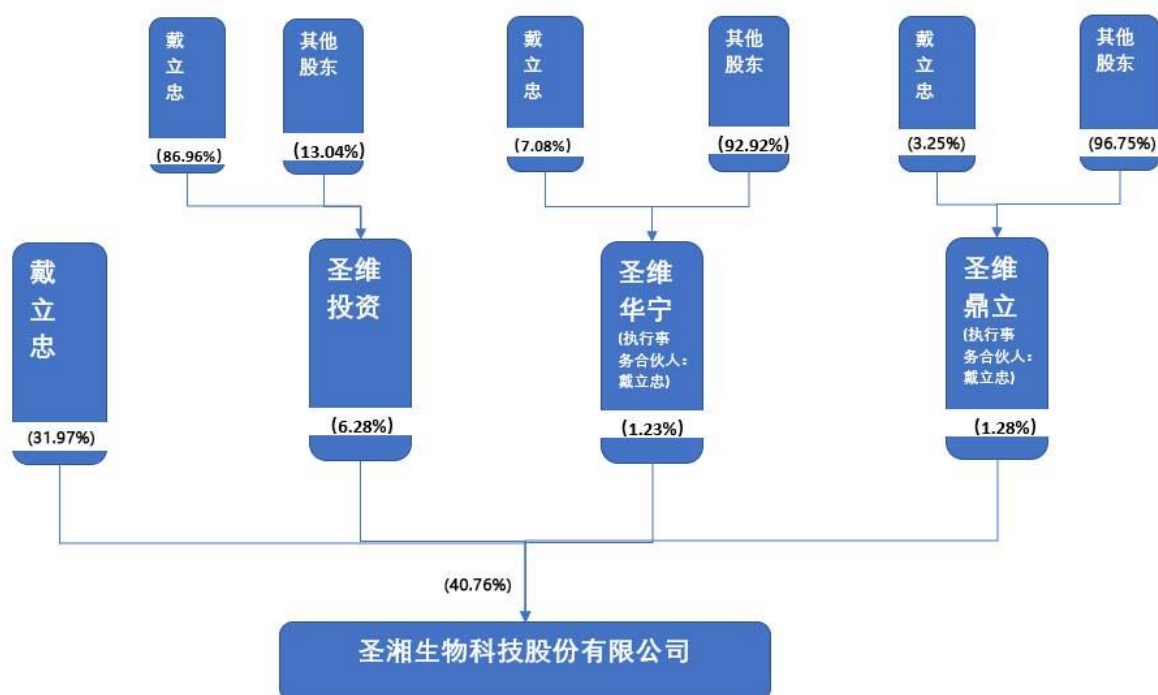 戴
立
忠
(86.96%)
其他
股东
(13.04%)
戴
立
忠
(7.08%)
其他
股东
(92.92%)
戴
立
忠
(3.25%)
其他
股东
(96.75%)
戴
立
忠
(31.97%)
圣维
投资
(6.28%)
圣维
华宁
(执行事
务合伙人：
戴立忠)
(1.23%)
圣维
鼎立
(执行事
务合伙人：
戴立忠)
(1.28%)
(40.76%)
圣湘生物科技股份有限公司